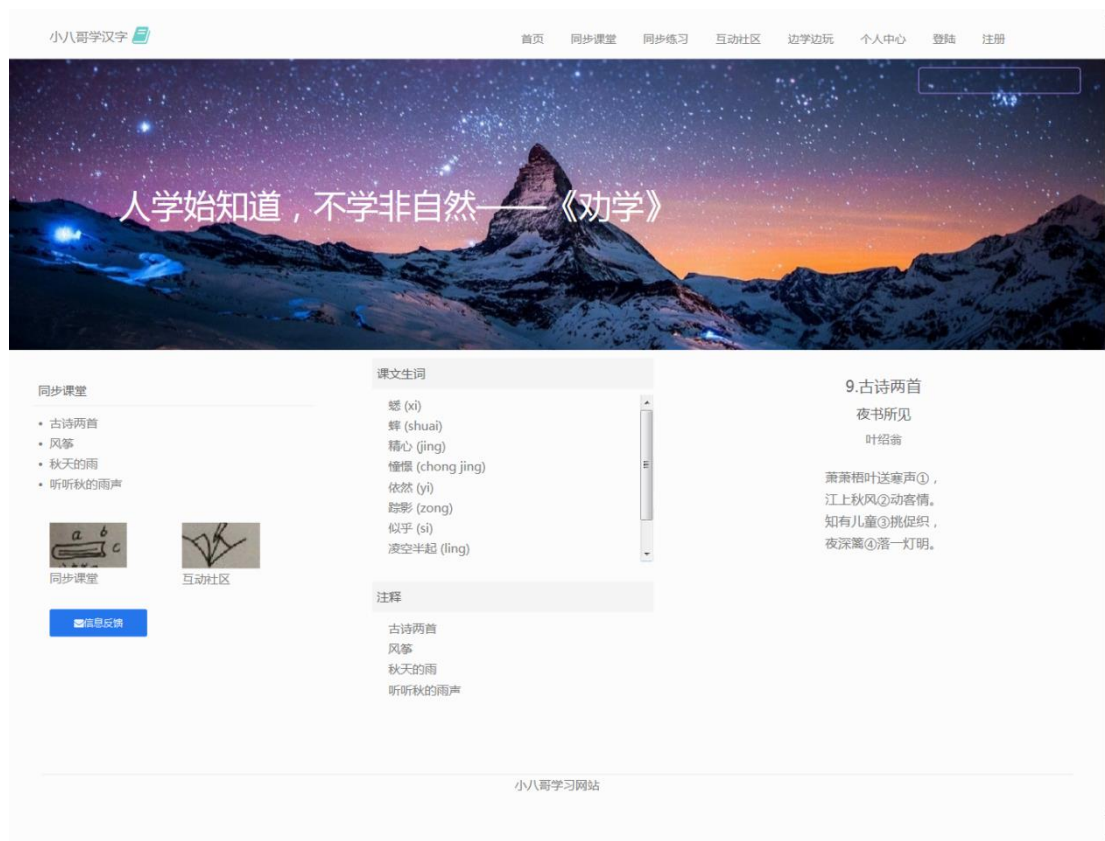 小八哥学汉字
首页 同步课堂 同步练习 互动社区 边学边玩 个人中心 登陆 注册
人学始知道，不学非自然——《劝学》
同步课堂
• 古诗两首
• 风筝
• 秋天的雨
• 听听秋的雨声
a b
c
同步课堂 互动社区
信息反馈
课文生词
蟋 (xi)
蟀 (shuai)
精心 (jing)
憧憬 (chong jing)
依然 (yi)
踪影 (zong)
似乎 (si)
凌空半起 (ling)
注释
古诗两首
风筝
秋天的雨
听听秋的雨声
9.古诗两首
夜书所见
叶绍翁
萧萧梧叶送寒声①，
江上秋风②动客情。
知有儿童③挑促织，
夜深篱④落一灯明。
小八哥学习网站